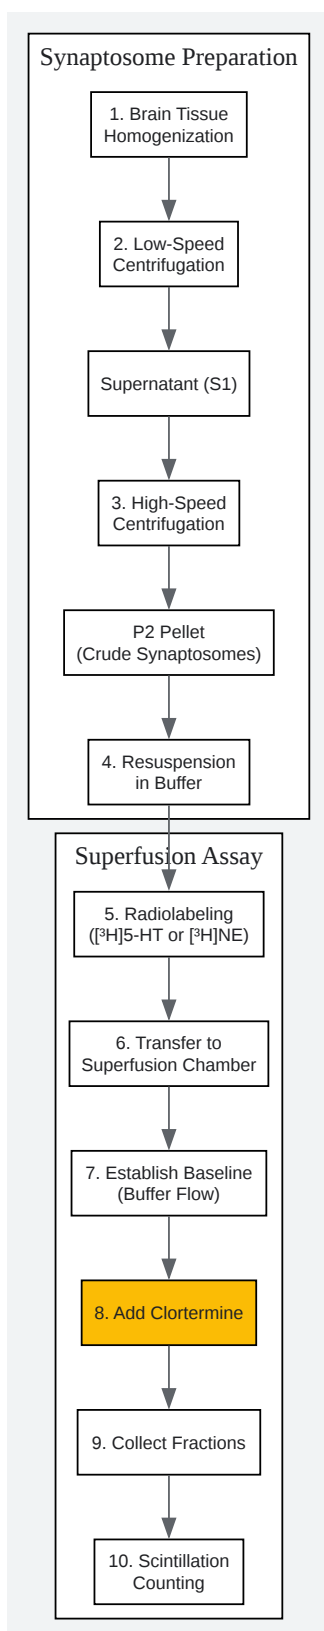 Synaptosome Preparation
1. Brain Tissue
Homogenization
2. Low-Speed
Centrifugation
Supernatant (S1)
3. High-Speed
Centrifugation
P2 Pellet
(Crude Synaptosomes)
4. Resuspension
in Buffer
Superfusion Assay
5. Radiolabeling
([³H]5-HT or [³H]NE)
6. Transfer to
Superfusion Chamber
7. Establish Baseline
(Buffer Flow)
8. Add Clortermine
9. Collect Fractions
10. Scintillation
Counting